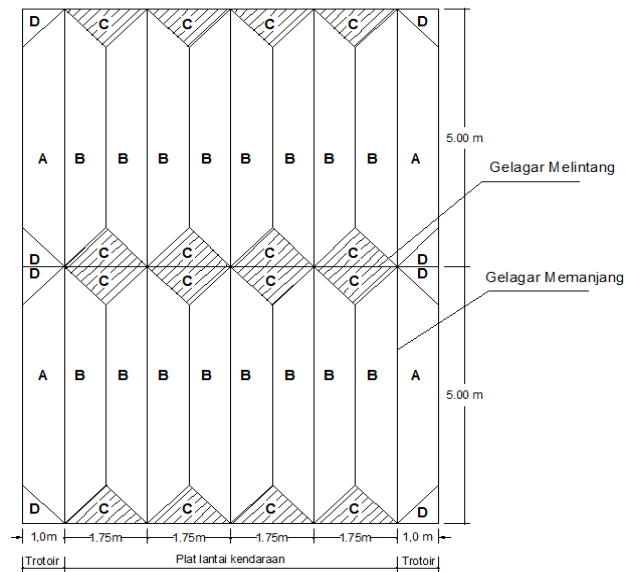 D C C C C D
A B B B B B B B B A
5.00 m
Gelagar Melintang
D C C C C D
D C C C C D
Gelagar Memanjang
A B B B B B B B B A
5.00 m
D C C C C D
1,0m 1.75m 1.75m 1.75m 1.75m 1,0 m
Trotoir Plat lantai kendaraan Trotoir